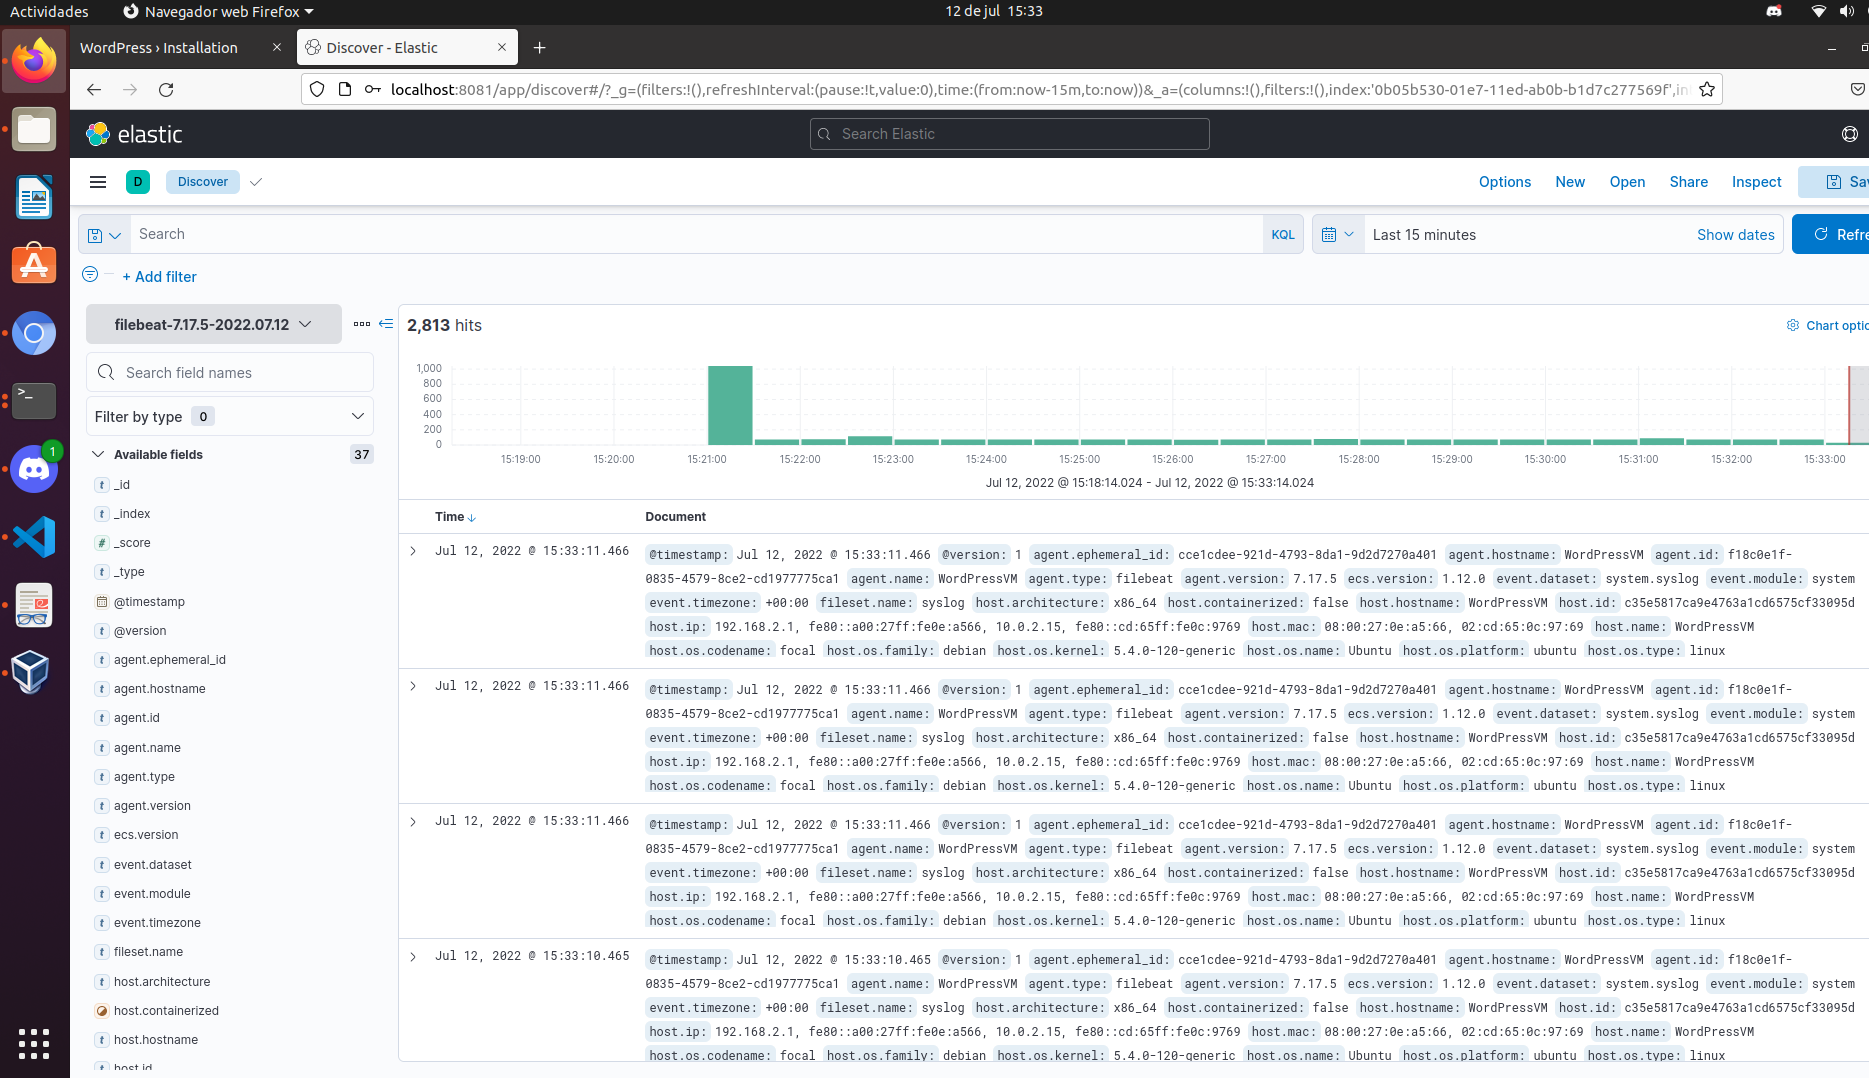 Actividades Navegador web Firefox 12 de jul 15:33
WordPress › Installation × Discover - Elastic × +
localhost:8081/app/discover#/?_g=(filters:!(),refreshInterval:(pause:!t,value:0),time:(from:now-15m,to:now))&_a=(columns:!(),filters:!(),index:'0b05b530-01e7-11ed-ab0b-b1d7c277569f',in
elastic Search Elastic
D Discover Options New Open Share Inspect Sav
Search KQL Last 15 minutes Show dates Refre
+ Add filter
filebeat-7.17.5-2022.07.12
Search field names
Filter by type 0
Available fields 37
_id
_index
_score
_type
@timestamp
@version
agent.ephemeral_id
agent.hostname
agent.id
agent.name
agent.type
agent.version
ecs.version
event.dataset
event.module
event.timezone
fileset.name
host.architecture
host.containerized
host.hostname
host.id
2,813 hits Chart optio
1,000
800
600
400
200
0
15:19:00 15:20:00 15:21:00 15:22:00 15:23:00 15:24:00 15:25:00 15:26:00 15:27:00 15:28:00 15:29:00 15:30:00 15:31:00 15:32:00 15:33:00
Jul 12, 2022 @ 15:18:14.024 - Jul 12, 2022 @ 15:33:14.024
Time Document
Jul 12, 2022 @ 15:33:11.466 @timestamp: Jul 12, 2022 @ 15:33:11.466 @version: 1 agent.ephemeral_id: cce1cdee-921d-4793-8da1-9d2d7270a401 agent.hostname: WordPressVM agent.id: f18c0e1f-
0835-4579-8ce2-cd1977775ca1 agent.name: WordPressVM agent.type: filebeat agent.version: 7.17.5 ecs.version: 1.12.0 event.dataset: system.syslog event.module: system
event.timezone: +00:00 fileset.name: syslog host.architecture: x86_64 host.containerized: false host.hostname: WordPressVM host.id: c35e5817ca9e4763a1cd6575cf33095d
host.ip: 192.168.2.1, fe80::a00:27ff:fe0e:a566, 10.0.2.15, fe80::cd:65ff:fe0c:9769 host.mac: 08:00:27:0e:a5:66, 02:cd:65:0c:97:69 host.name: WordPressVM
host.os.codename: focal host.os.family: debian host.os.kernel: 5.4.0-120-generic host.os.name: Ubuntu host.os.platform: ubuntu host.os.type: linux
Jul 12, 2022 @ 15:33:11.466 @timestamp: Jul 12, 2022 @ 15:33:11.466 @version: 1 agent.ephemeral_id: cce1cdee-921d-4793-8da1-9d2d7270a401 agent.hostname: WordPressVM agent.id: f18c0e1f-
0835-4579-8ce2-cd1977775ca1 agent.name: WordPressVM agent.type: filebeat agent.version: 7.17.5 ecs.version: 1.12.0 event.dataset: system.syslog event.module: system
event.timezone: +00:00 fileset.name: syslog host.architecture: x86_64 host.containerized: false host.hostname: WordPressVM host.id: c35e5817ca9e4763a1cd6575cf33095d
host.ip: 192.168.2.1, fe80::a00:27ff:fe0e:a566, 10.0.2.15, fe80::cd:65ff:fe0c:9769 host.mac: 08:00:27:0e:a5:66, 02:cd:65:0c:97:69 host.name: WordPressVM
host.os.codename: focal host.os.family: debian host.os.kernel: 5.4.0-120-generic host.os.name: Ubuntu host.os.platform: ubuntu host.os.type: linux
Jul 12, 2022 @ 15:33:11.466 @timestamp: Jul 12, 2022 @ 15:33:11.466 @version: 1 agent.ephemeral_id: cce1cdee-921d-4793-8da1-9d2d7270a401 agent.hostname: WordPressVM agent.id: f18c0e1f-
0835-4579-8ce2-cd1977775ca1 agent.name: WordPressVM agent.type: filebeat agent.version: 7.17.5 ecs.version: 1.12.0 event.dataset: system.syslog event.module: system
event.timezone: +00:00 fileset.name: syslog host.architecture: x86_64 host.containerized: false host.hostname: WordPressVM host.id: c35e5817ca9e4763a1cd6575cf33095d
host.ip: 192.168.2.1, fe80::a00:27ff:fe0e:a566, 10.0.2.15, fe80::cd:65ff:fe0c:9769 host.mac: 08:00:27:0e:a5:66, 02:cd:65:0c:97:69 host.name: WordPressVM
host.os.codename: focal host.os.family: debian host.os.kernel: 5.4.0-120-generic host.os.name: Ubuntu host.os.platform: ubuntu host.os.type: linux
Jul 12, 2022 @ 15:33:10.465 @timestamp: Jul 12, 2022 @ 15:33:10.465 @version: 1 agent.ephemeral_id: cce1cdee-921d-4793-8da1-9d2d7270a401 agent.hostname: WordPressVM agent.id: f18c0e1f-
0835-4579-8ce2-cd1977775ca1 agent.name: WordPressVM agent.type: filebeat agent.version: 7.17.5 ecs.version: 1.12.0 event.dataset: system.syslog event.module: system
event.timezone: +00:00 fileset.name: syslog host.architecture: x86_64 host.containerized: false host.hostname: WordPressVM host.id: c35e5817ca9e4763a1cd6575cf33095d
host.ip: 192.168.2.1, fe80::a00:27ff:fe0e:a566, 10.0.2.15, fe80::cd:65ff:fe0c:9769 host.mac: 08:00:27:0e:a5:66, 02:cd:65:0c:97:69 host.name: WordPressVM
host.os.codename: focal host.os.family: debian host.os.kernel: 5.4.0-120-generic host.os.name: Ubuntu host.os.platform: ubuntu host.os.type: linux